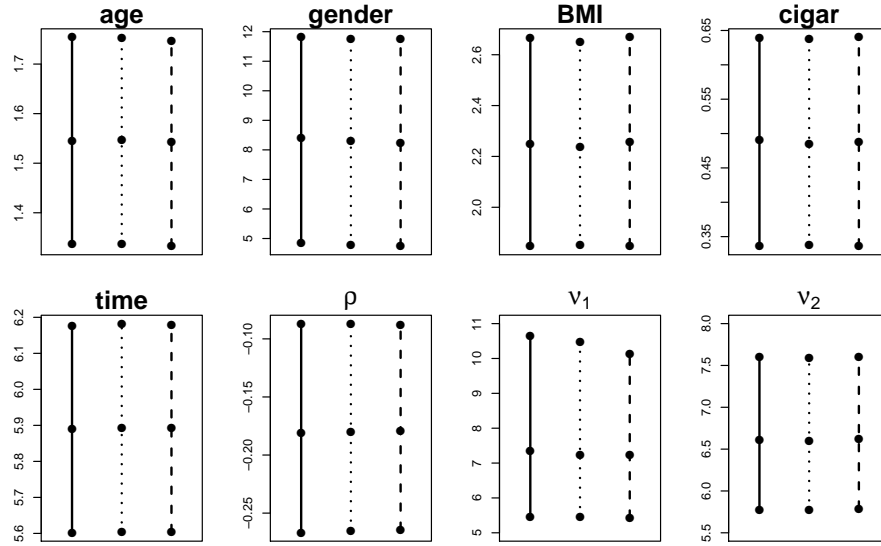 age gender BMI cigar
1.4 1.5 1.6 1.7
5 6 7 8 9 10 11 12
2.0 2.2 2.4 2.6
0.35 0.45 0.55 0.65
time ρ ν1 ν2
5.6 5.7 5.8 5.9 6.0 6.1 6.2
−0.25 −0.20 −0.15 −0.10
5 6 7 8 9 10 11
5.5 6.0 6.5 7.0 7.5 8.0